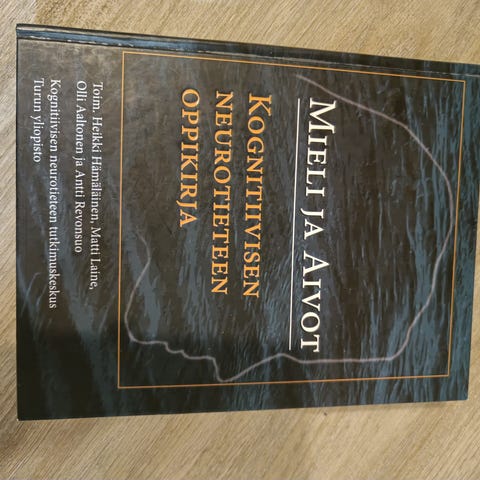 MIELI JA AIVOT
KOGNITIIVISEN
NEUROTIETEEN
OPPIKIRJA
Toim. Heikki Hämäläinen, Matti Laine,
Olli Aaltonen ja Antti Revonsuo
Kognitiivisen neurotieteen tutkimuskeskus
Turun yliopisto